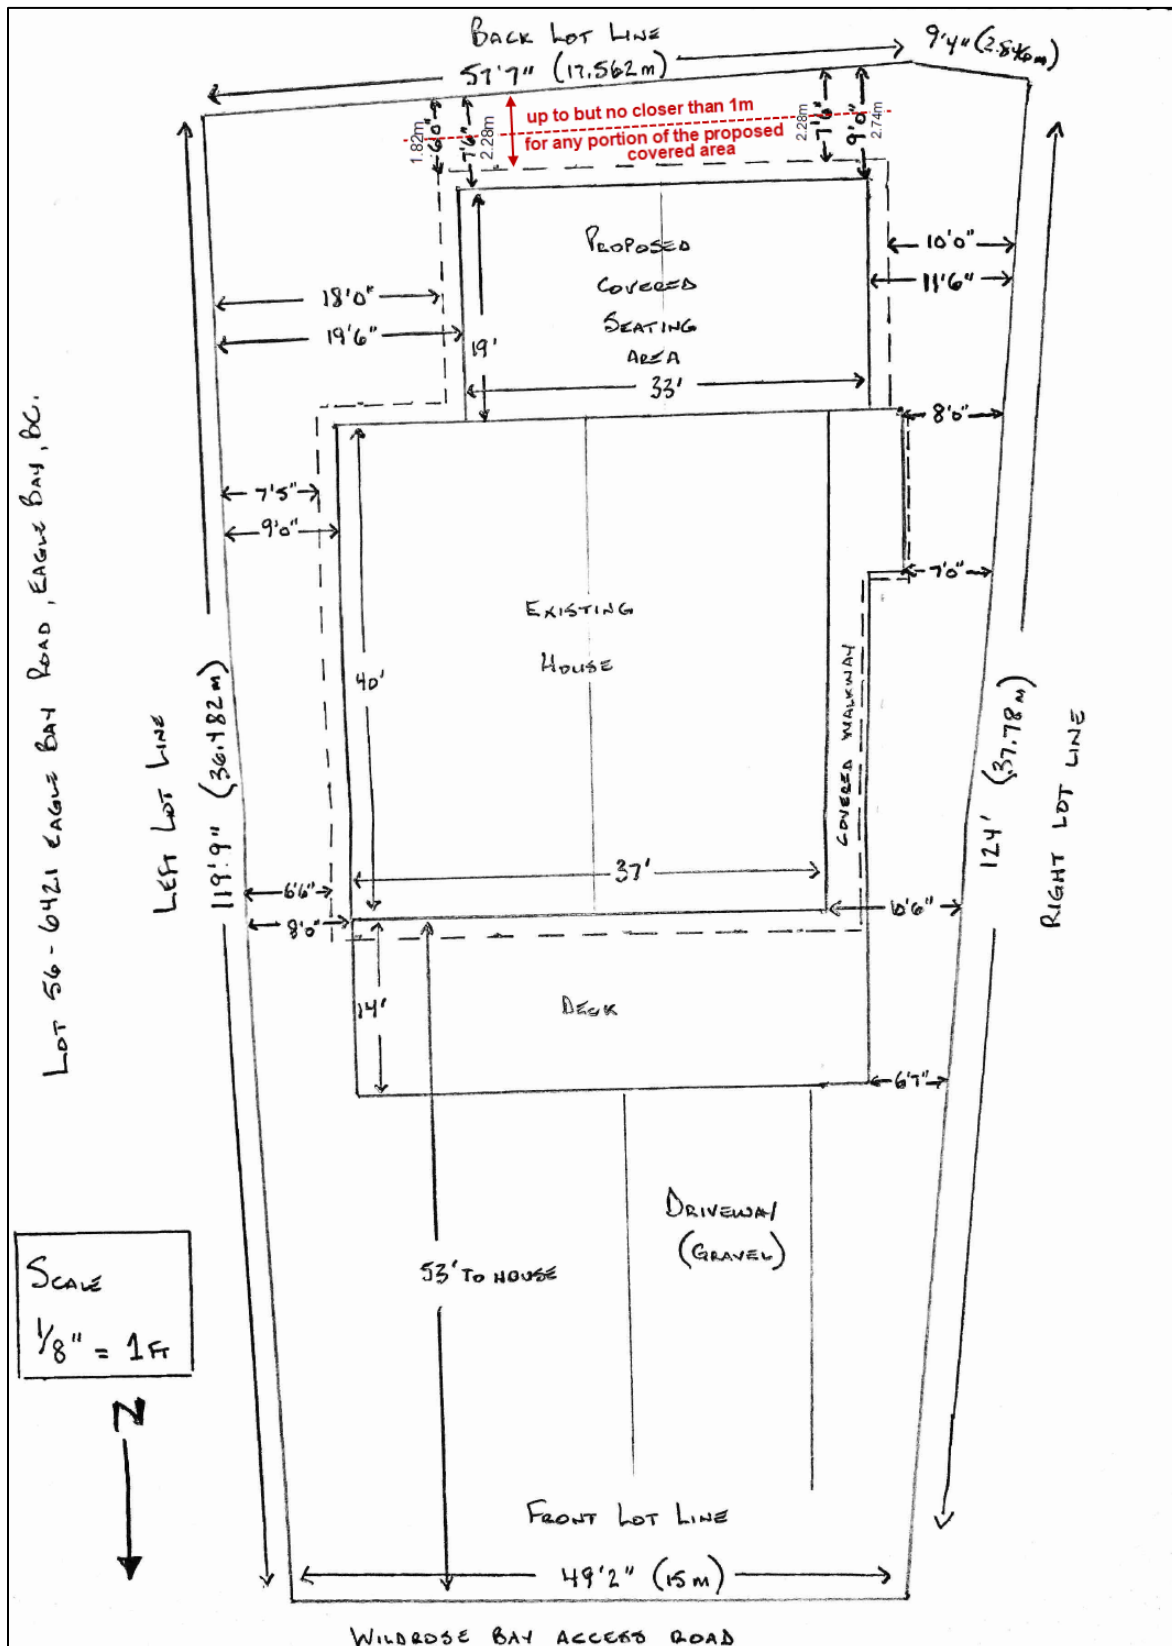 BACK LOT LINE
57'7" (17.562m)
9'4" (2.846m)
up to but no closer than 1m
for any portion of the proposed
covered area
1.82m
6'0"
7'6"
2.28m
2.28m
7'6"
9'0"
2.74m
PROPOSED
COVERED
SEATING
AREA
10'0"
11'6"
18'0"
19'6"
19'
33'
8'0"
7'5"
9'0"
7'0"
EXISTING
HOUSE
40'
COVERED WALKWAY
37'
6'6"
8'0"
6'6"
14'
DECK
6'7"
LOT 56 - 6421 EAGLE BAY ROAD, EAGLE BAY, BC.
LEFT LOT LINE
119'9" (36.482m)
124' (37.78m)
RIGHT LOT LINE
DRIVEWAY
(GRAVEL)
53' TO HOUSE
SCALE
1/8" = 1FT
N
FRONT LOT LINE
49'2" (15m)
WILDROSE BAY ACCESS ROAD